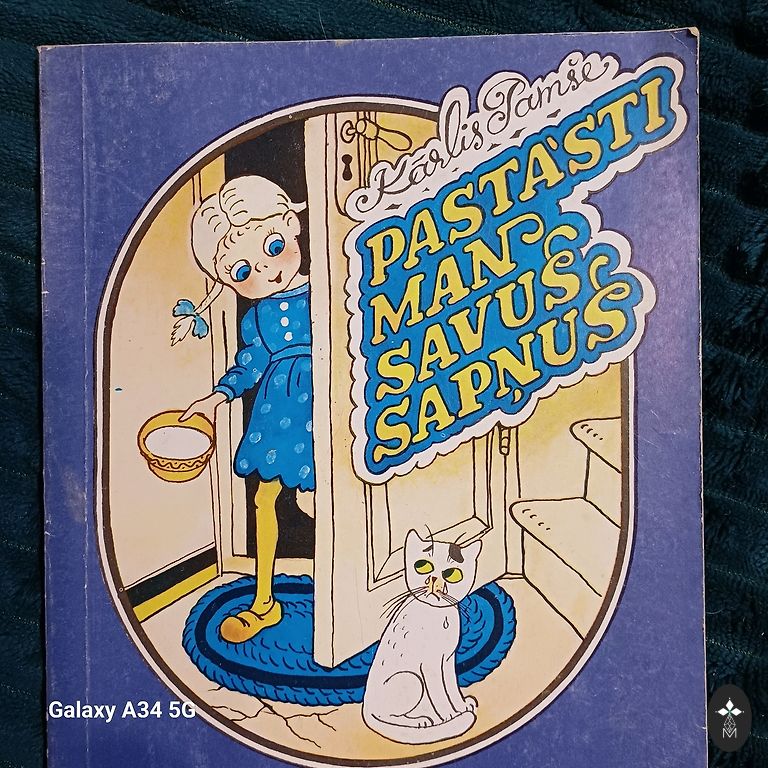 Kārlis Pamše
PASTĀSTI
MAN
SAVUS
SAPŅUS
Galaxy A34 5G
M